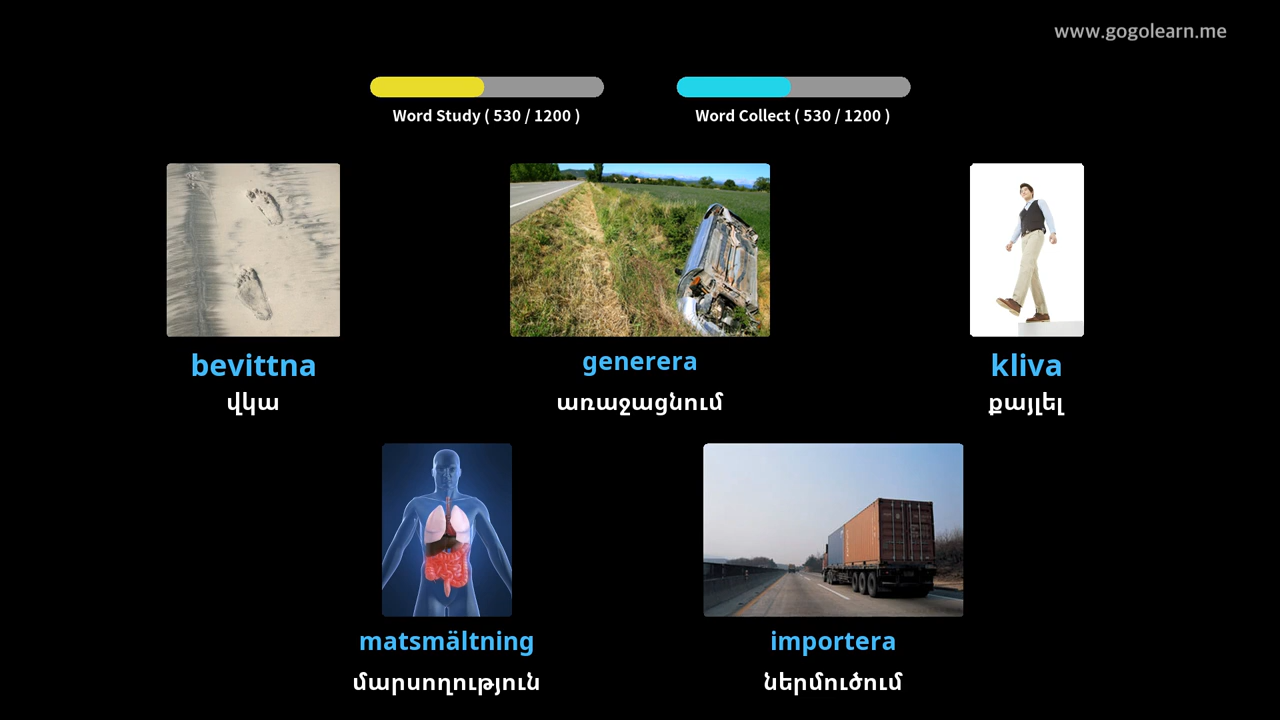 www.gogolearn.me
Word Study ( 530 / 1200 )
Word Collect ( 530 / 1200 )
bevittna
վկա
generera
առաջացնում
kliva
քայլել
matsmältning
մարսողություն
importera
ներմուծում